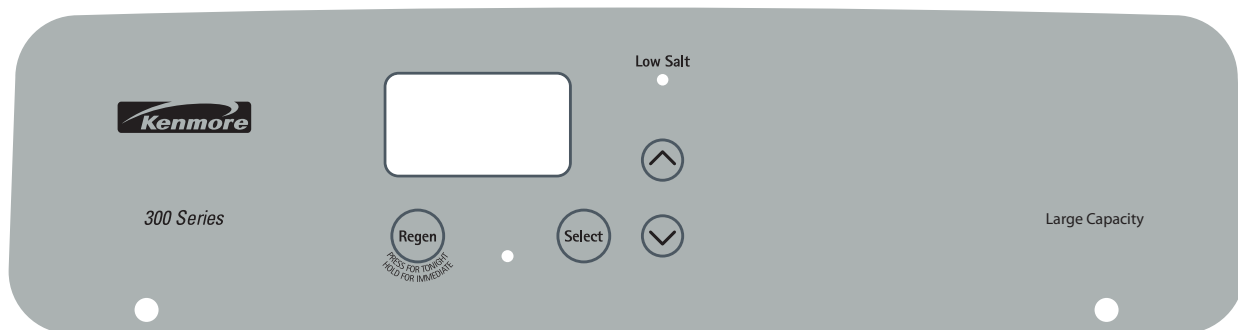 Low Salt
Kenmore
300 Series
Regen
PRESS FOR TONIGHT
HOLD FOR IMMEDIATE
Select
Large Capacity